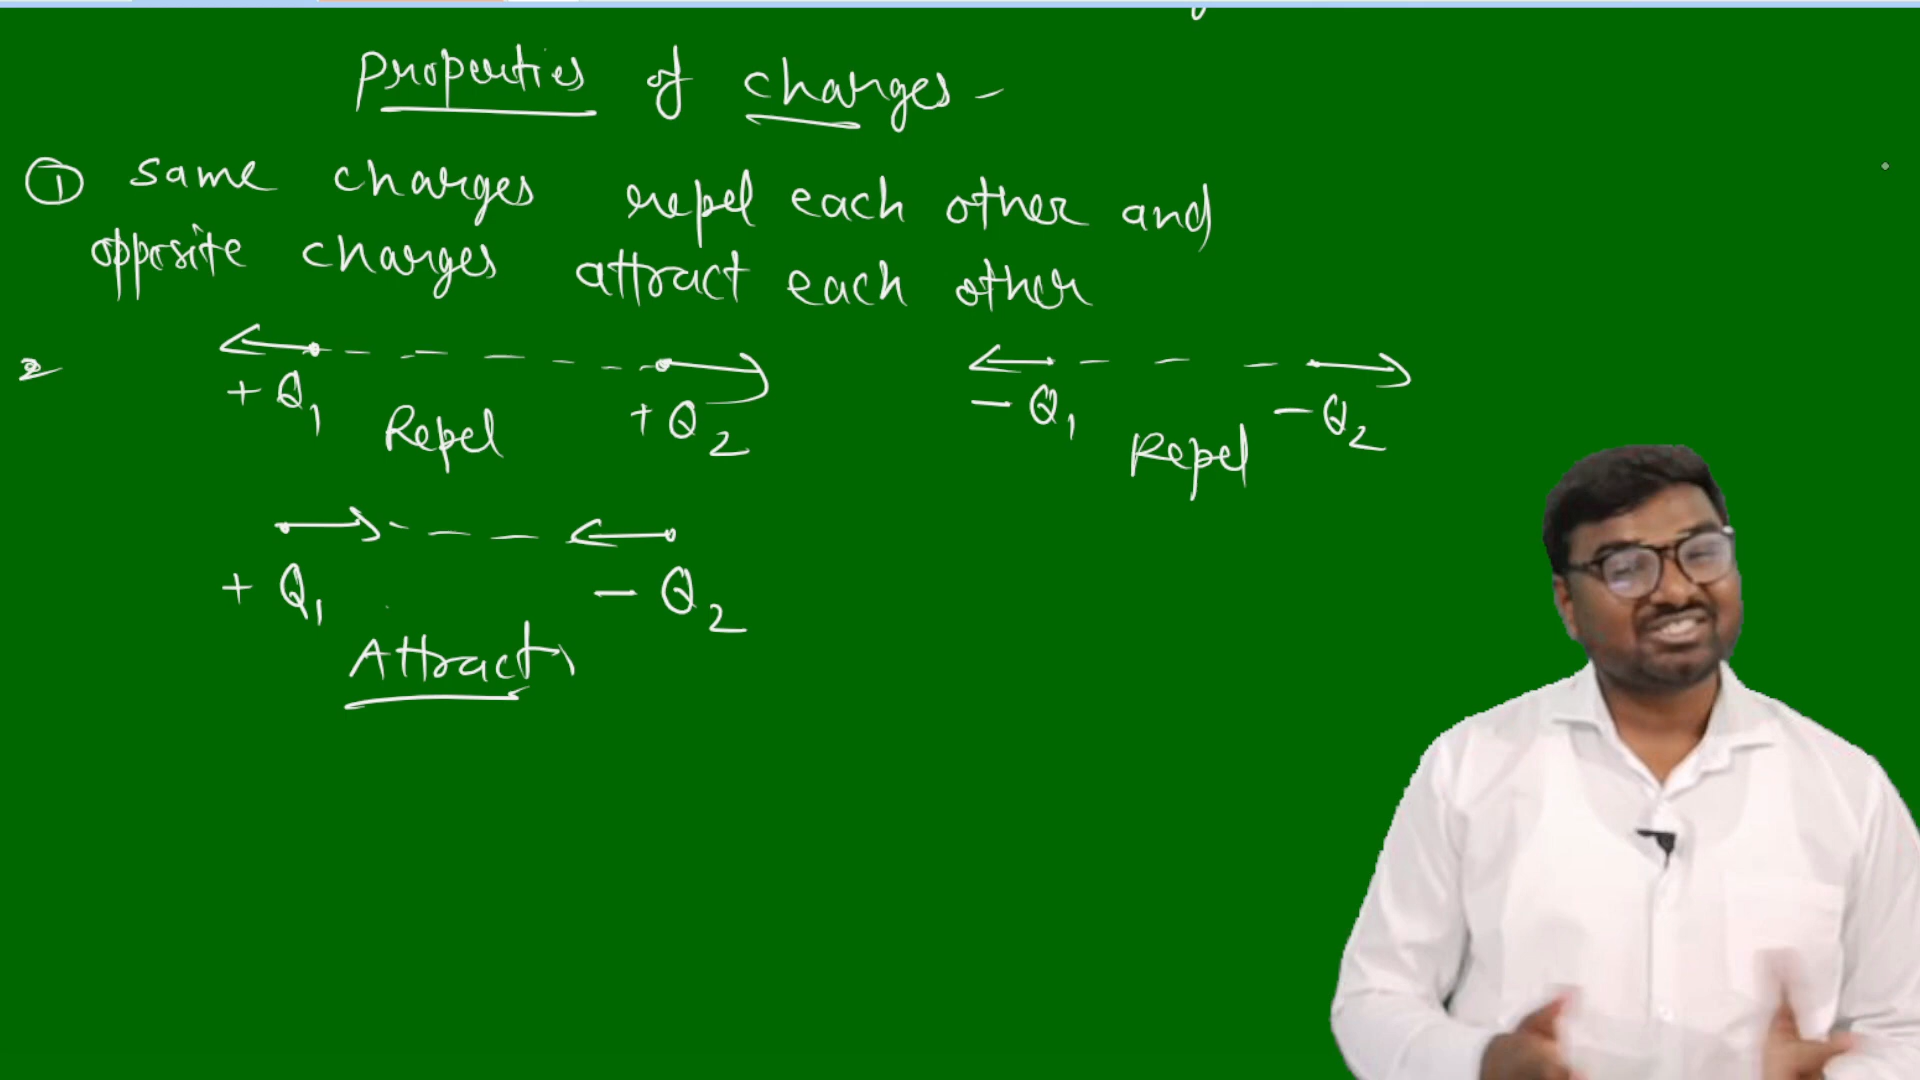 Properties of charges -
① same charges repel each other and
opposite charges attract each other
2
+ Q1 Repel + Q2
- Q1 Repel - Q2
+ Q1 - Q2
Attract